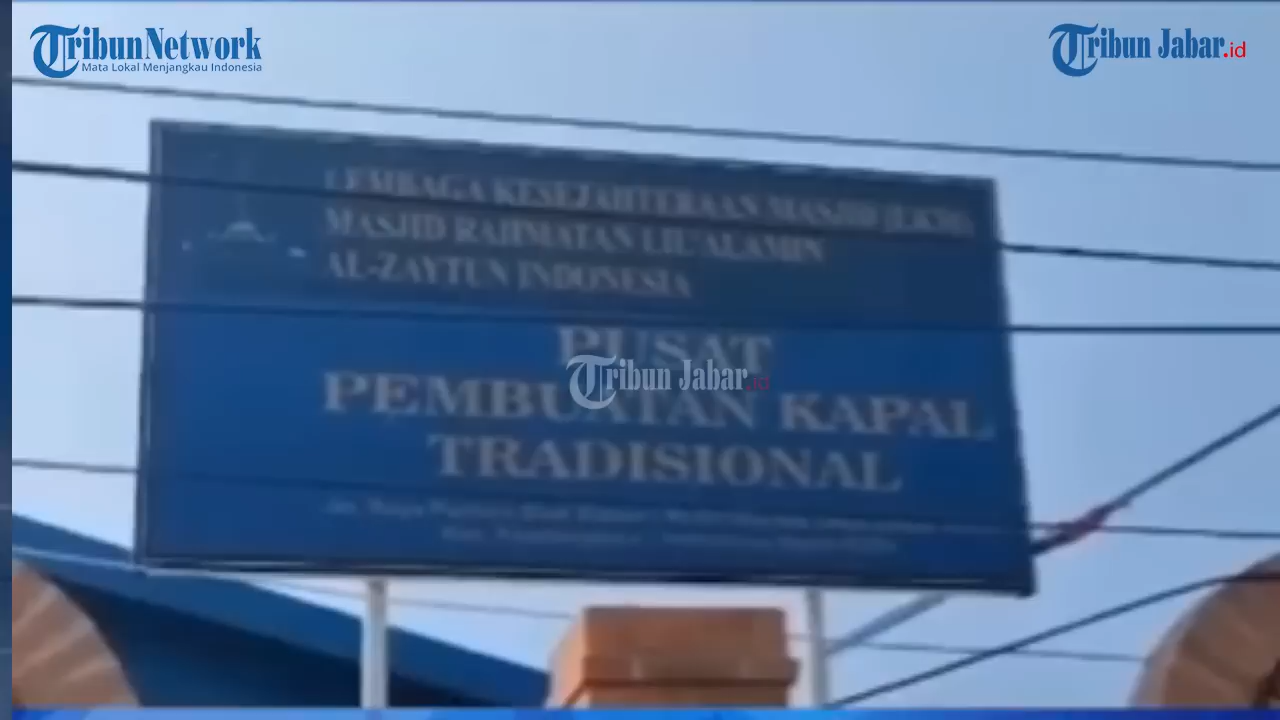 TribunNetwork
Mata Lokal Menjangkau Indonesia
Tribun Jabar.id
LEMBAGA KESEJAHTERAAN MASJID (LKM)
MASJID RAHMATAN LIL'ALAMIN
AL-ZAYTUN INDONESIA
PUSAT
Tribun Jabar.id
PEMBUATAN KAPAL
TRADISIONAL